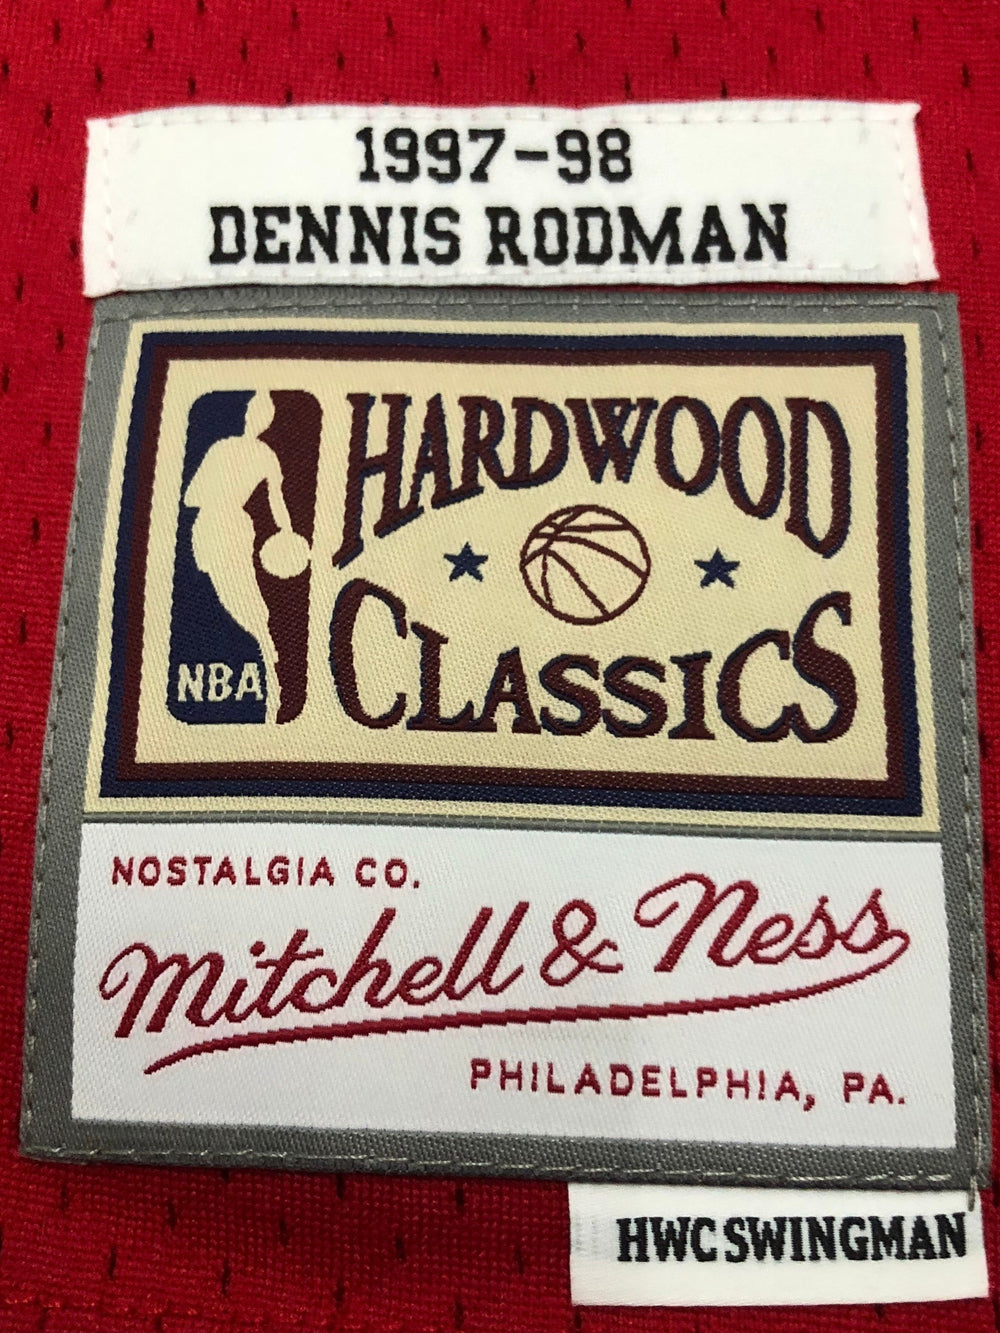 1997-98
DENNIS RODMAN
HARDWOOD
CLASSICS
NBA
NOSTALGIA CO.
Mitchell & Ness
PHILADELPHIA, PA.
HWC SWINGMAN